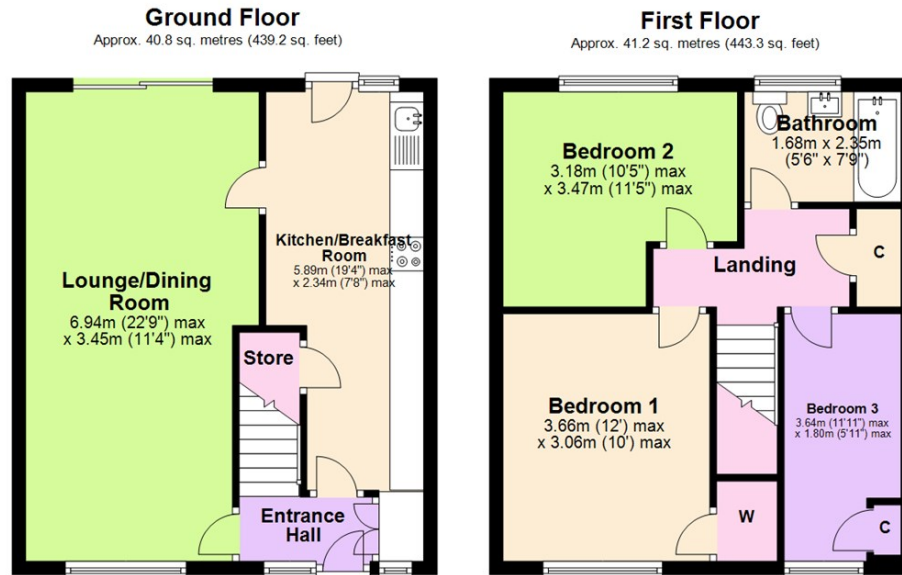 Ground Floor
Approx. 40.8 sq. metres (439.2 sq. feet)
Lounge/Dining
Room
6.94m (22'9") max
x 3.45m (11'4") max
Kitchen/Breakfast
Room
5.89m (19'4") max
x 2.34m (7'8") max
Store
Entrance
Hall
First Floor
Approx. 41.2 sq. metres (443.3 sq. feet)
Bedroom 2
3.18m (10'5") max
x 3.47m (11'5") max
Bathroom
1.68m x 2.35m
(5'6" x 7'9")
Landing
C
Bedroom 1
3.66m (12') max
x 3.06m (10') max
Bedroom 3
3.64m (11'11") max
x 1.80m (5'11") max
W
C